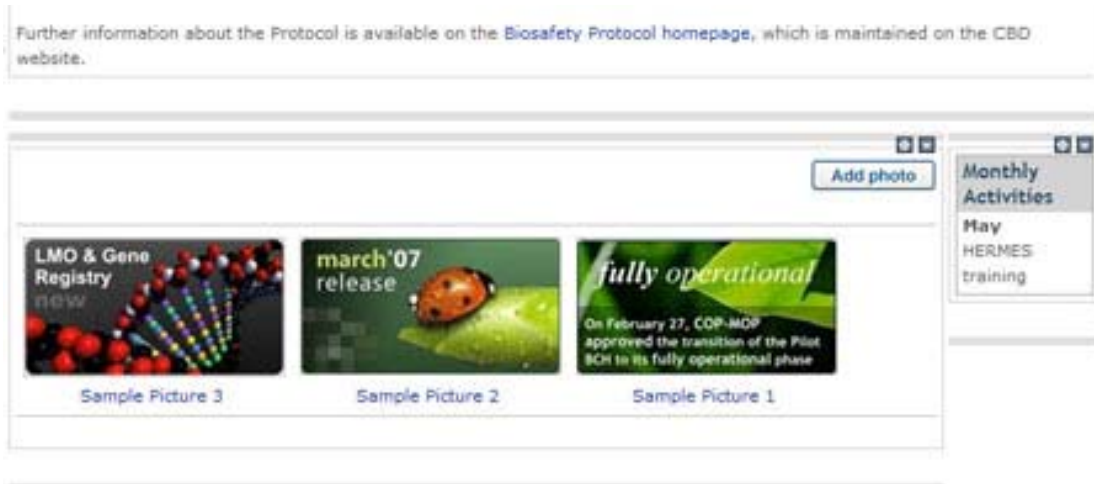 Further information about the Protocol is available on the Biosafety Protocol homepage, which is maintained on the CBD
website.
Add photo
LMO & Gene
Registry
new
march'07
release
fully operational
On February 27, COP-MOP
approved the transition of the Pilot
BCH to its fully operational phase
Sample Picture 3
Sample Picture 2
Sample Picture 1
Monthly
Activities
May
HERMES
training